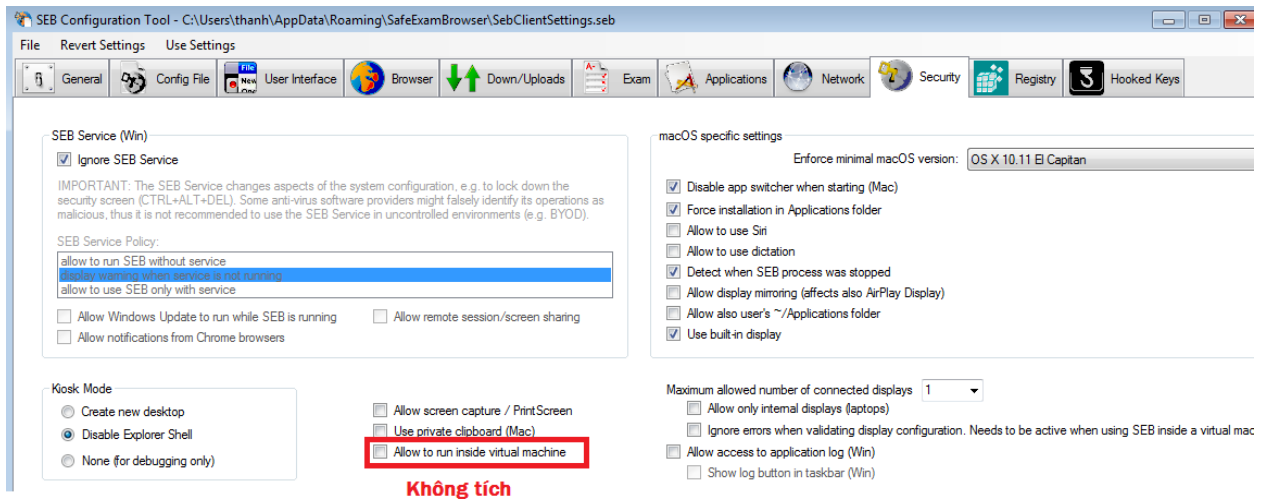 SEB Configuration Tool - C:\Users\thanh\AppData\Roaming\SafeExamBrowser\SebClientSettings.seb
File Revert Settings Use Settings
General Config File User Interface Browser Down/Uploads Exam Applications Network Security Registry Hooked Keys
SEB Service (Win)
Ignore SEB Service
IMPORTANT: The SEB Service changes aspects of the system configuration, e.g. to lock down the
security screen (CTRL+ALT+DEL). Some anti-virus software providers might falsely identify its operations as
malicious, thus it is not recommended to use the SEB Service in uncontrolled environments (e.g. BYOD).
SEB Service Policy:
allow to run SEB without service
display warning when service is not running
allow to use SEB only with service
Allow Windows Update to run while SEB is running
Allow remote session/screen sharing
Allow notifications from Chrome browsers
macOS specific settings
Enforce minimal macOS version: OS X 10.11 El Capitan
Disable app switcher when starting (Mac)
Force installation in Applications folder
Allow to use Siri
Allow to use dictation
Detect when SEB process was stopped
Allow display mirroring (affects also AirPlay Display)
Allow also user's ~/Applications folder
Use built-in display
Kiosk Mode
Create new desktop
Disable Explorer Shell
None (for debugging only)
Allow screen capture / PrintScreen
Use private clipboard (Mac)
Allow to run inside virtual machine
Không tích
Maximum allowed number of connected displays 1
Allow only internal displays (laptops)
Ignore errors when validating display configuration. Needs to be active when using SEB inside a virtual mac
Allow access to application log (Win)
Show log button in taskbar (Win)